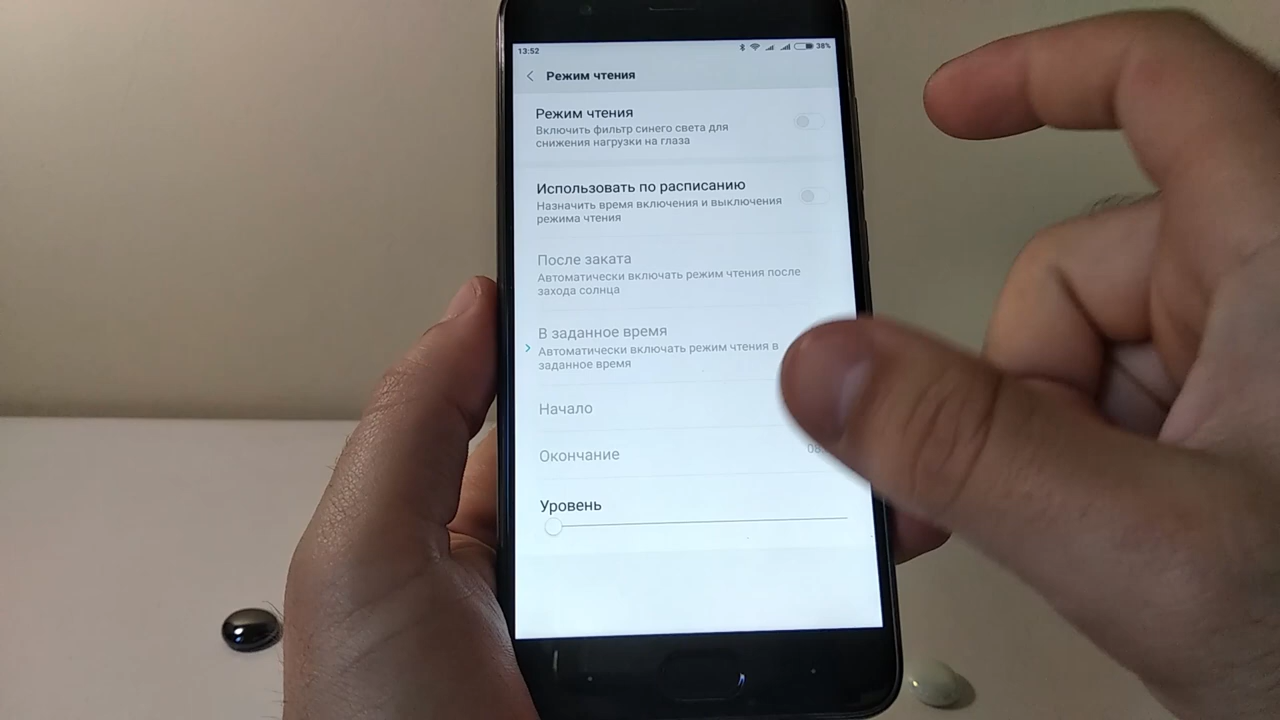 13:52
38%
Режим чтения
Режим чтения
Включить фильтр синего света для
снижения нагрузки на глаза
Использовать по расписанию
Назначить время включения и выключения
режима чтения
После заката
Автоматически включать режим чтения после
захода солнца
В заданное время
Автоматически включать режим чтения в
заданное время
Начало
Окончание
Уровень